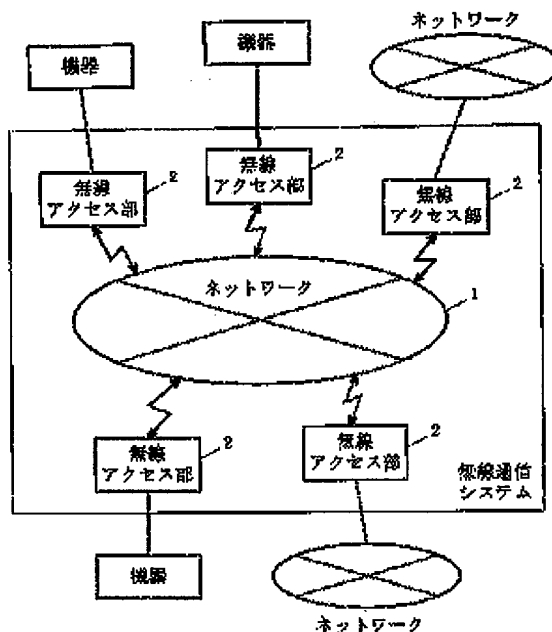 ネットワーク
機器
機器
2
無線
アクセス部
2
無線
アクセス部
2
無線
アクセス部
ネットワーク
1
2
無線
アクセス部
2
無線
アクセス部
無線通信
システム
機器
ネットワーク